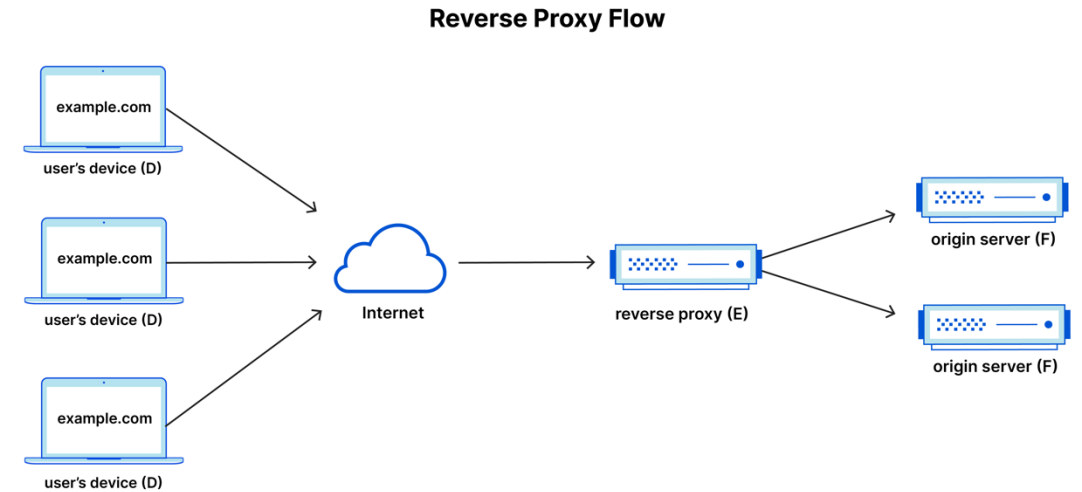 Reverse Proxy Flow
example.com
user's device (D)
example.com
user's device (D)
example.com
user's device (D)
Internet
reverse proxy (E)
origin server (F)
origin server (F)